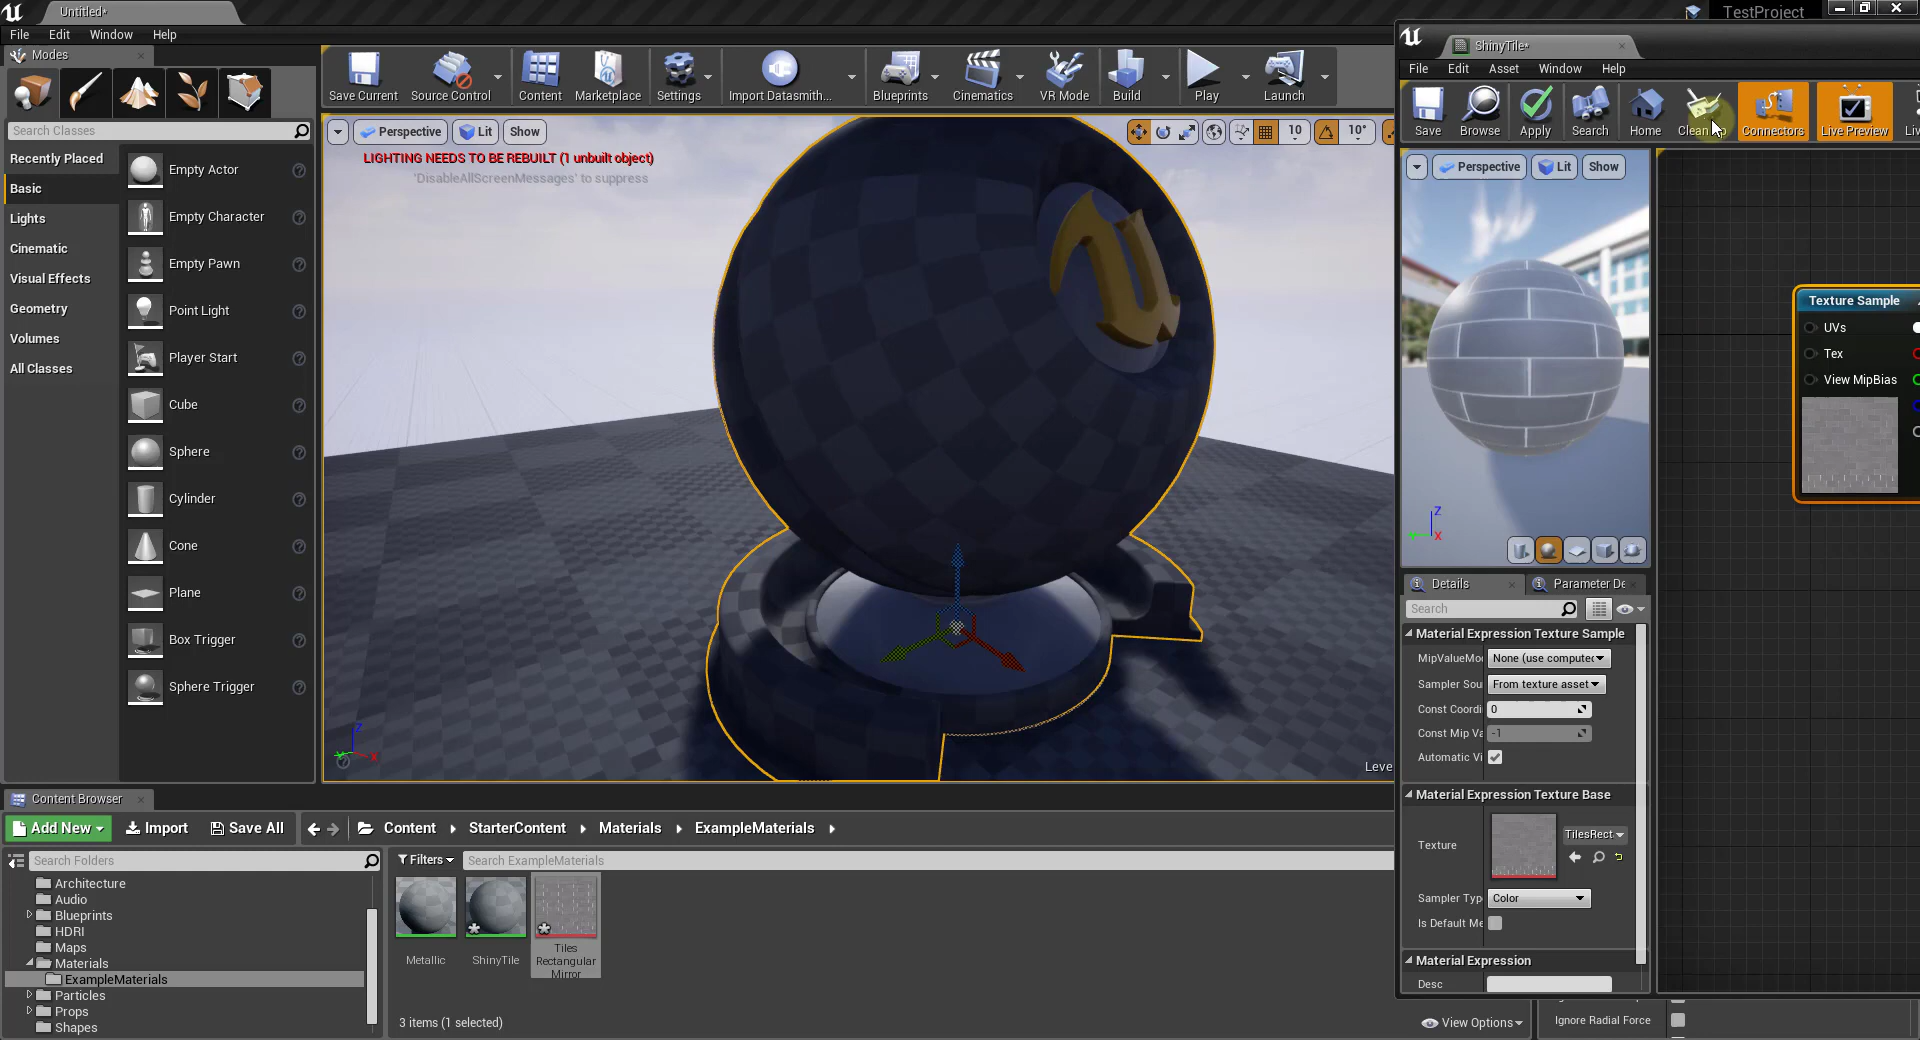 Untitled*
TestProject
File Edit Window Help
Modes
Search Classes
Recently Placed
Basic
Lights
Cinematic
Visual Effects
Geometry
Volumes
All Classes
Empty Actor
Empty Character
Empty Pawn
Point Light
Player Start
Cube
Sphere
Cylinder
Cone
Plane
Box Trigger
Sphere Trigger
Save Current Source Control Content Marketplace Settings Import Datasmith... Blueprints Cinematics VR Mode Build Play Launch
Perspective Lit Show 10 10°
LIGHTING NEEDS TO BE REBUILT (1 unbuilt object)
'DisableAllScreenMessages' to suppress
Z
X
Leve
ShinyTile*
File Edit Asset Window Help
Save Browse Apply Search Home Connectors Live Preview
Perspective Lit Show
Z
X
Texture Sample
UVs
Tex
View MipBias
Details Parameter De
Search
Material Expression Texture Sample
MipValueMo None (use compute
Sampler Sou From texture asset
Const Coordi 0
Const Mip Va -1
Automatic Vi
Material Expression Texture Base
Texture TilesRect
Sampler Typ Color
Is Default Me
Material Expression
Desc
Ignore Radial Force
Content Browser
Add New Import Save All Content StarterContent Materials ExampleMaterials
Search Folders
Architecture
Audio
Blueprints
HDRI
Maps
Materials
ExampleMaterials
Particles
Props
Shapes
Filters Search ExampleMaterials
Metallic
ShinyTile
Tiles
Rectangular
Mirror
3 items (1 selected)
View Options